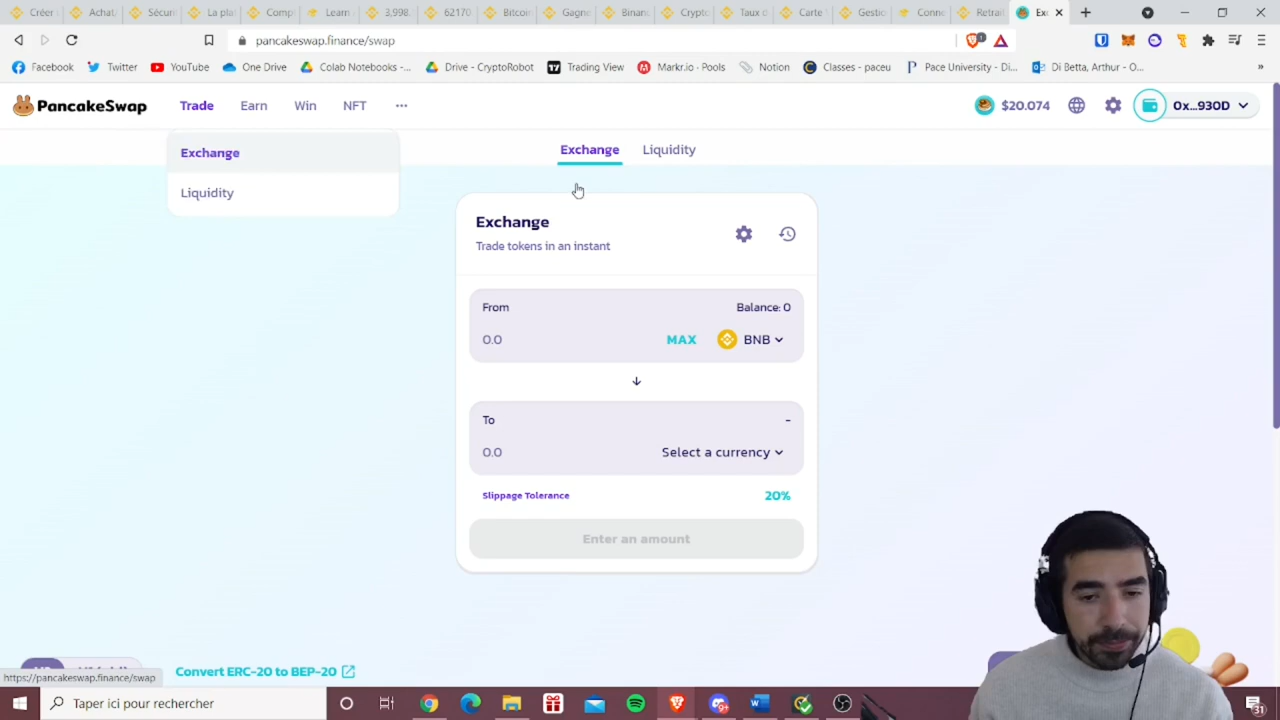 Créer
Achat
Sécuri
La plat
Comp
Learn
3,998.
62170
Bitcoi
Gagne
Binanc
Crypto
Taux o
Carte
Gestio
Conne
Retrait
Exc
pancakeswap.finance/swap
1
Facebook
Twitter
YouTube
One Drive
Colab Notebooks -...
Drive - CryptoRobot
17
Trading View
Markr.io - Pools
Notion
Classes - paceu
Pace University - Di...
Di Betta, Arthur - O...
»
PancakeSwap
Trade
Earn
Win
NFT
$20.074
0x...930D
Exchange
Liquidity
Exchange
Liquidity
Exchange
Trade tokens in an instant
From
Balance: 0
0.0
MAX
BNB
To
-
0.0
Select a currency
Slippage Tolerance
20%
Enter an amount
Convert ERC-20 to BEP-20
https://pancakeswap.finance/swap
Taper ici pour rechercher
31